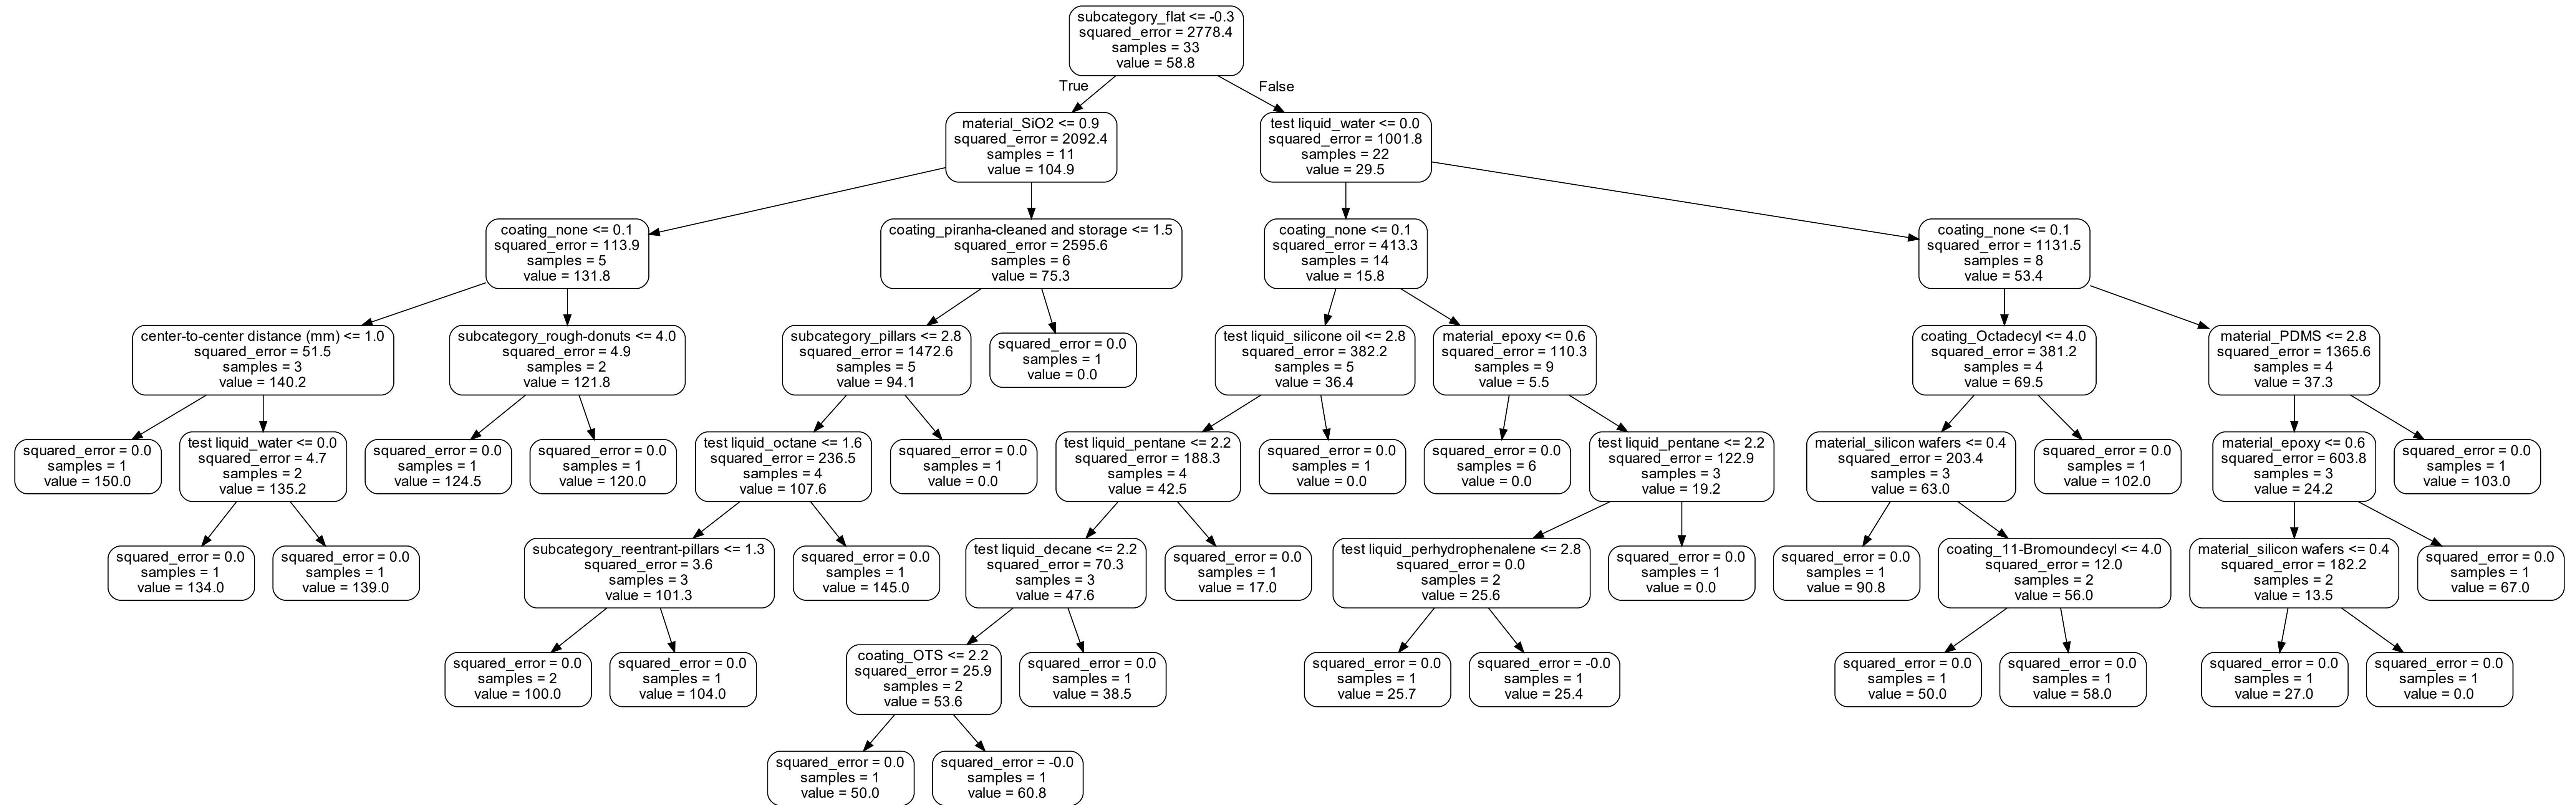 subcategory_flat <= -0.3
squared_error = 2778.4
samples = 33
value = 58.8
True
False
material_SiO2 <= 0.9
squared_error = 2092.4
samples = 11
value = 104.9
test liquid_water <= 0.0
squared_error = 1001.8
samples = 22
value = 29.5
coating_none <= 0.1
squared_error = 113.9
samples = 5
value = 131.8
coating_piranha-cleaned and storage <= 1.5
squared_error = 2595.6
samples = 6
value = 75.3
coating_none <= 0.1
squared_error = 413.3
samples = 14
value = 15.8
coating_none <= 0.1
squared_error = 1131.5
samples = 8
value = 53.4
center-to-center distance (mm) <= 1.0
squared_error = 51.5
samples = 3
value = 140.2
subcategory_rough-donuts <= 4.0
squared_error = 4.9
samples = 2
value = 121.8
subcategory_pillars <= 2.8
squared_error = 1472.6
samples = 5
value = 94.1
squared_error = 0.0
samples = 1
value = 0.0
test liquid_silicone oil <= 2.8
squared_error = 382.2
samples = 5
value = 36.4
material_epoxy <= 0.6
squared_error = 110.3
samples = 9
value = 5.5
coating_Octadecyl <= 4.0
squared_error = 381.2
samples = 4
value = 69.5
material_PDMS <= 2.8
squared_error = 1365.6
samples = 4
value = 37.3
squared_error = 0.0
samples = 1
value = 150.0
test liquid_water <= 0.0
squared_error = 4.7
samples = 2
value = 135.2
squared_error = 0.0
samples = 1
value = 124.5
squared_error = 0.0
samples = 1
value = 120.0
test liquid_octane <= 1.6
squared_error = 236.5
samples = 4
value = 107.6
squared_error = 0.0
samples = 1
value = 0.0
test liquid_pentane <= 2.2
squared_error = 188.3
samples = 4
value = 42.5
squared_error = 0.0
samples = 1
value = 0.0
squared_error = 0.0
samples = 6
value = 0.0
test liquid_pentane <= 2.2
squared_error = 122.9
samples = 3
value = 19.2
material_silicon wafers <= 0.4
squared_error = 203.4
samples = 3
value = 63.0
squared_error = 0.0
samples = 1
value = 102.0
material_epoxy <= 0.6
squared_error = 603.8
samples = 3
value = 24.2
squared_error = 0.0
samples = 1
value = 103.0
squared_error = 0.0
samples = 1
value = 134.0
squared_error = 0.0
samples = 1
value = 139.0
subcategory_reentrant-pillars <= 1.3
squared_error = 3.6
samples = 3
value = 101.3
squared_error = 0.0
samples = 1
value = 145.0
test liquid_decane <= 2.2
squared_error = 70.3
samples = 3
value = 47.6
squared_error = 0.0
samples = 1
value = 17.0
test liquid_perhydrophenalene <= 2.8
squared_error = 0.0
samples = 2
value = 25.6
squared_error = 0.0
samples = 1
value = 0.0
squared_error = 0.0
samples = 1
value = 90.8
coating_11-Bromoundecyl <= 4.0
squared_error = 12.0
samples = 2
value = 56.0
material_silicon wafers <= 0.4
squared_error = 182.2
samples = 2
value = 13.5
squared_error = 0.0
samples = 1
value = 67.0
squared_error = 0.0
samples = 2
value = 100.0
squared_error = 0.0
samples = 1
value = 104.0
coating_OTS <= 2.2
squared_error = 25.9
samples = 2
value = 53.6
squared_error = 0.0
samples = 1
value = 38.5
squared_error = 0.0
samples = 1
value = 25.7
squared_error = -0.0
samples = 1
value = 25.4
squared_error = 0.0
samples = 1
value = 50.0
squared_error = 0.0
samples = 1
value = 58.0
squared_error = 0.0
samples = 1
value = 27.0
squared_error = 0.0
samples = 1
value = 0.0
squared_error = 0.0
samples = 1
value = 50.0
squared_error = -0.0
samples = 1
value = 60.8